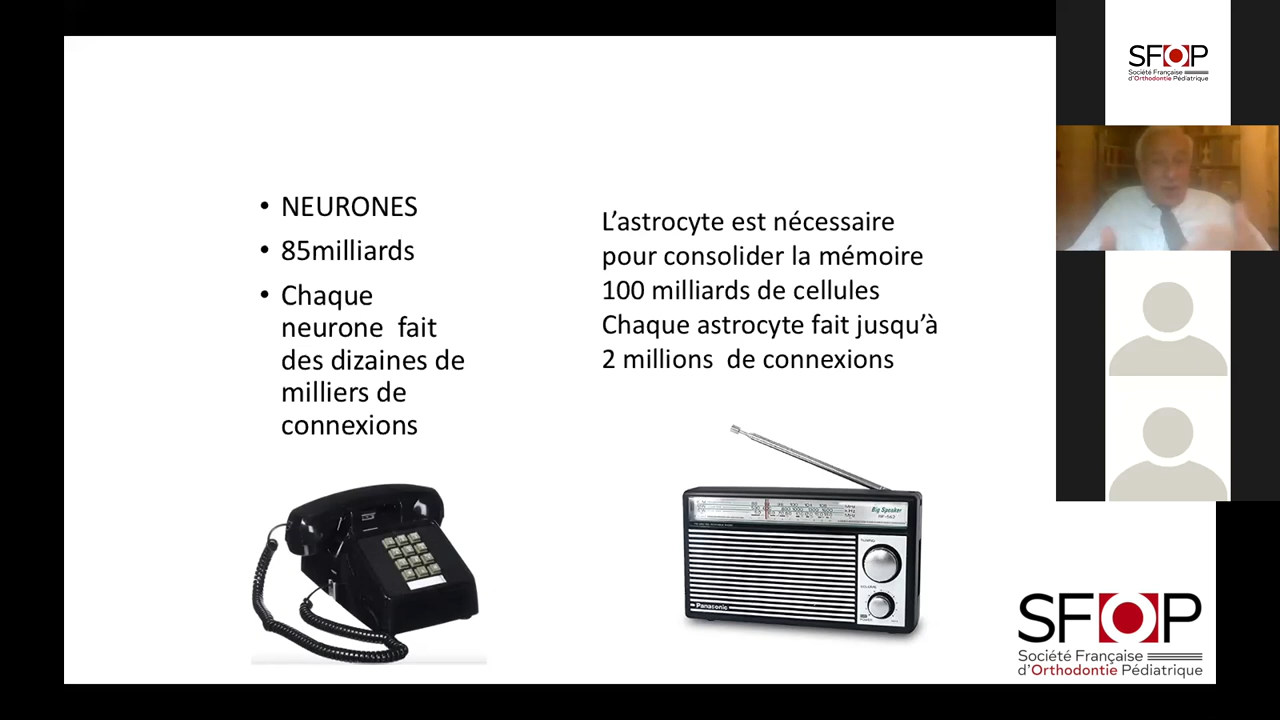 • NEURONES
• 85milliards
• Chaque
neurone fait
des dizaines de
milliers de
connexions
L’astrocyte est nécessaire
pour consolider la mémoire
100 milliards de cellules
Chaque astrocyte fait jusqu’à
2 millions de connexions
Big Speaker
Panasonic
SFOP
Société Française
d’Orthodontie Pédiatrique
SFOP
Société Française
d’Orthodontie Pédiatrique